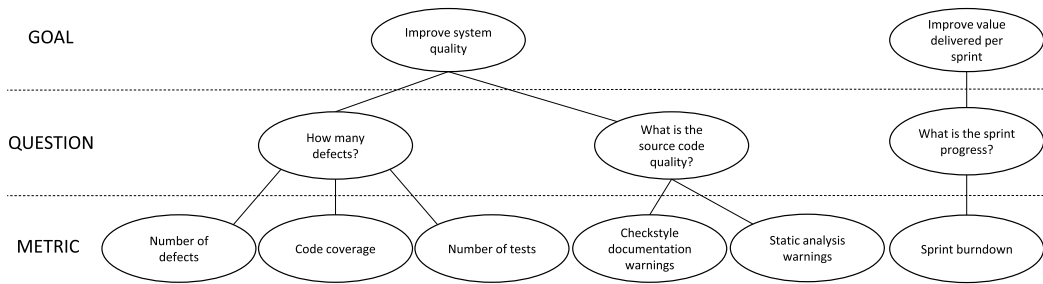 GOAL
Improve system
quality
Improve value
delivered per
sprint
QUESTION
How many
defects?
What is the
source code
quality?
What is the sprint
progress?
METRIC
Number of
defects
Code coverage
Number of tests
Checkstyle
documentation
warnings
Static analysis
warnings
Sprint burndown